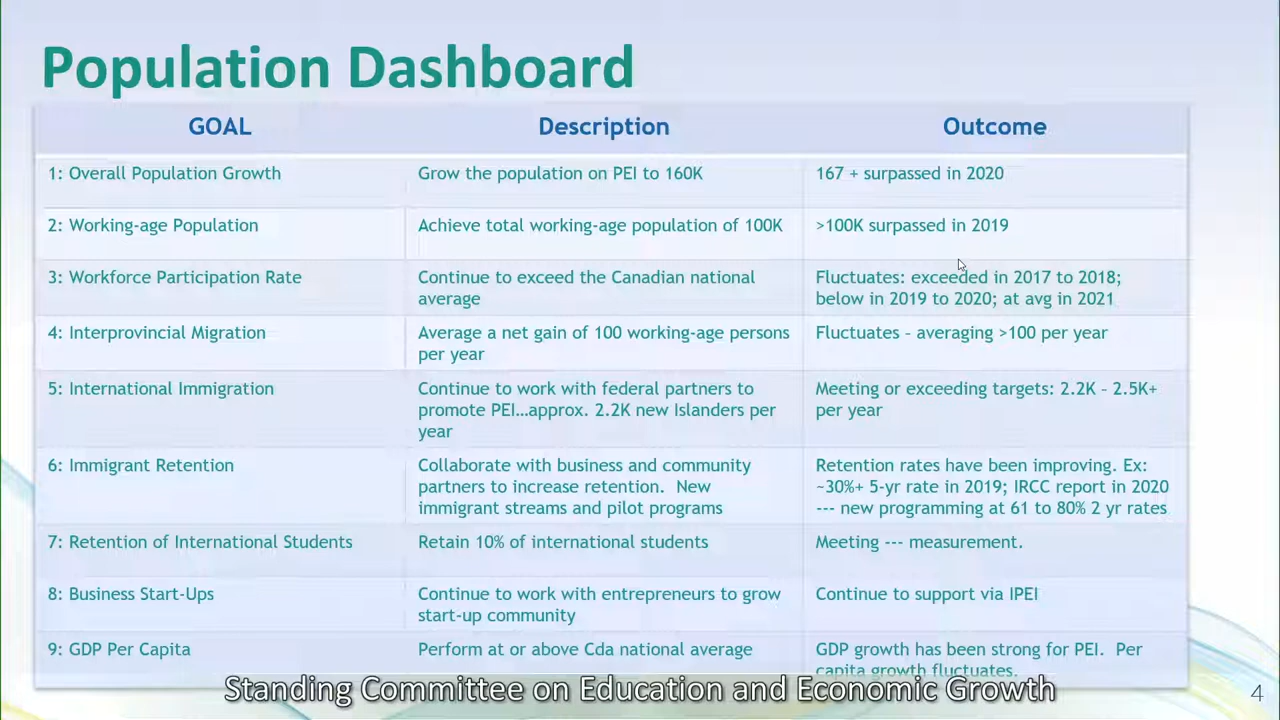 Population Dashboard
GOAL Description Outcome
1: Overall Population Growth
Grow the population on PEI to 160K
167 + surpassed in 2020
2: Working-age Population
Achieve total working-age population of 100K
>100K surpassed in 2019
3: Workforce Participation Rate
Continue to exceed the Canadian national
average
Fluctuates: exceeded in 2017 to 2018;
below in 2019 to 2020; at avg in 2021
4: Interprovincial Migration
Average a net gain of 100 working-age persons
per year
Fluctuates – averaging >100 per year
5: International Immigration
Continue to work with federal partners to
promote PEI…approx. 2.2K new Islanders per
year
Meeting or exceeding targets: 2.2K – 2.5K+
per year
6: Immigrant Retention
Collaborate with business and community
partners to increase retention. New
immigrant streams and pilot programs
Retention rates have been improving. Ex:
~30%+ 5-yr rate in 2019; IRCC report in 2020
--- new programming at 61 to 80% 2 yr rates
7: Retention of International Students
Retain 10% of international students
Meeting --- measurement.
8: Business Start-Ups
Continue to work with entrepreneurs to grow
start-up community
Continue to support via IPEI
9: GDP Per Capita
Perform at or above Cda national average
GDP growth has been strong for PEI. Per
capita growth fluctuates.
Standing Committee on Education and Economic Growth
4